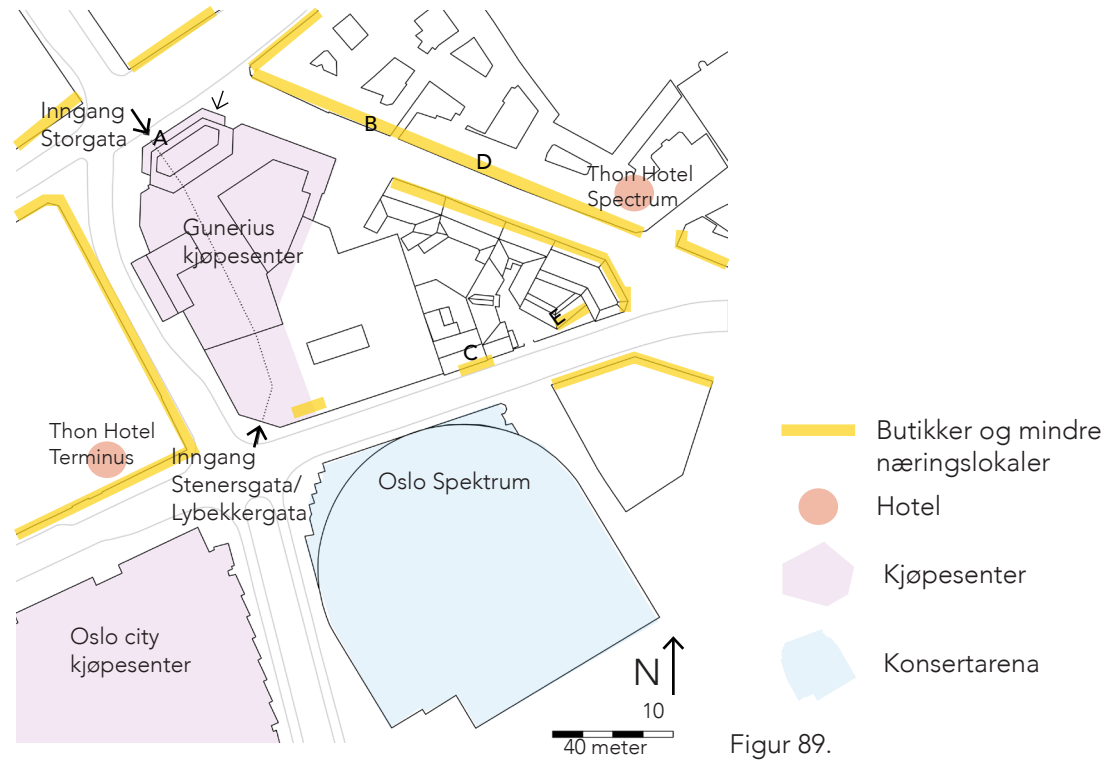 Inngang
Storgata
A
B
D
Thon Hotel
Spectrum
Gunerius
kjøpesenter
E
C
Thon Hotel
Terminus
Inngang
Stenersgata/
Lybekkergata
Oslo Spektrum
Oslo city
kjøpesenter
N
10
40 meter
Butikker og mindre
næringslokaler
Hotel
Kjøpesenter
Konsertarena
Figur 89.